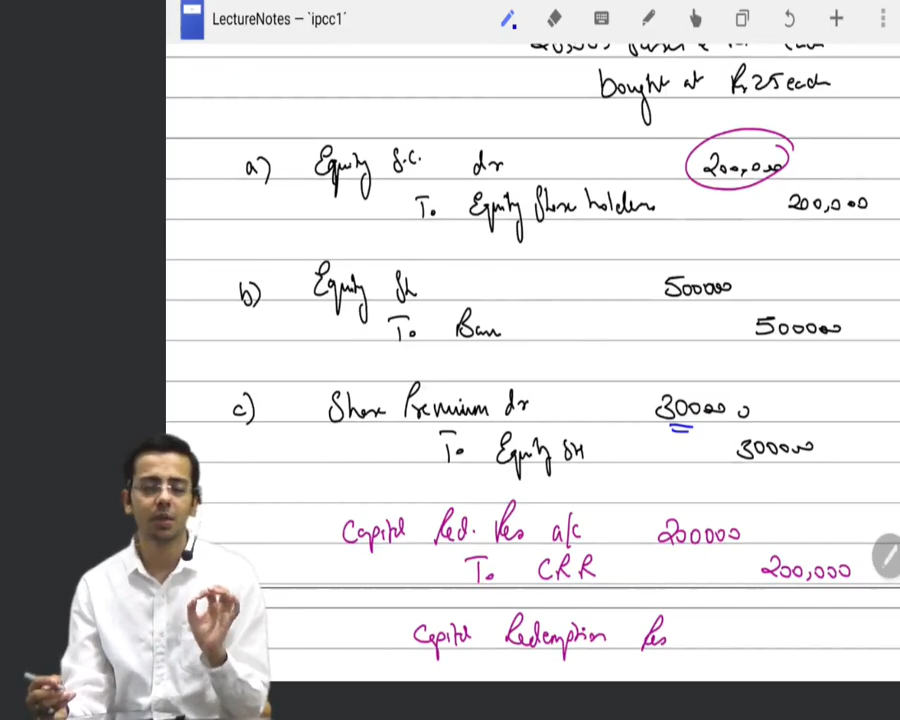 LectureNotes – `ipcc1`
bought at Rs 25 each
a) Equity S.C. dr 200,000
To Equity Share holders 200,000
b) Equity Sh 500000
To Ban 500000
c) Share Premium dr 300000
To Equity SH 300000
Capital Red. Res a/c 200000
To CRR 200,000
Capital Redemption Res